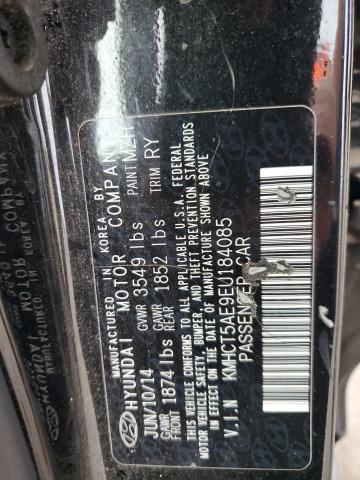 MANUFACTURED IN KOREA BY
HYUNDAI MOTOR COMPANY
JUN/10/14 GVWR 3549 lbs PAINT MZH
GAWR FRONT 1874 lbs GAWR REAR 1852 lbs TRIM RY
THIS VEHICLE CONFORMS TO ALL APPLICABLE U.S.A. FEDERAL
MOTOR VEHICLE SAFETY, BUMPER, AND THEFT PREVENTION STANDARDS
IN EFFECT ON THE DATE OF MANUFACTURE SHOWN ABOVE
V.I.N KMHCT5AE9EU184085
PASSENGER CAR